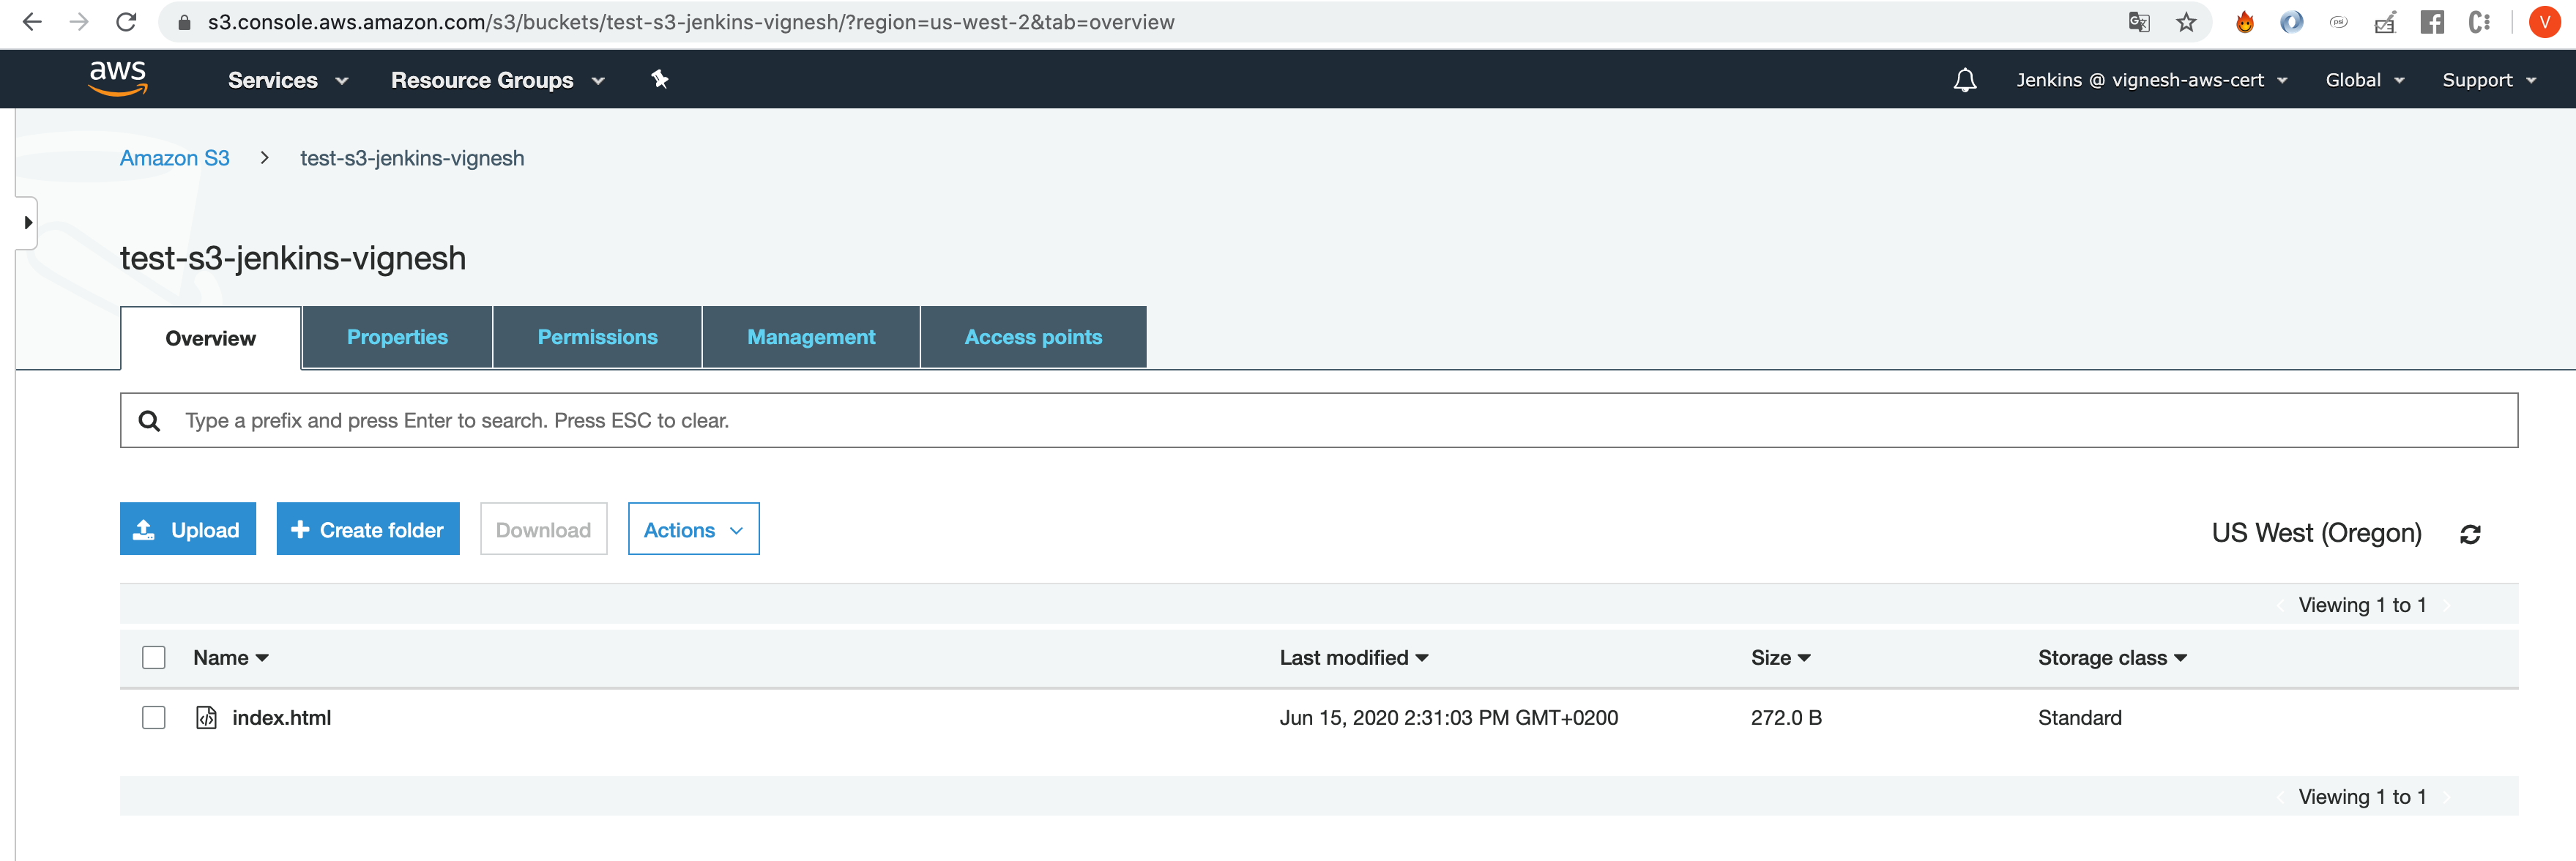 s3.console.aws.amazon.com/s3/buckets/test-s3-jenkins-vignesh/?region=us-west-2&tab=overview
psi
V
aws Services Resource Groups Jenkins @ vignesh-aws-cert Global Support
Amazon S3 > test-s3-jenkins-vignesh
test-s3-jenkins-vignesh
Overview Properties Permissions Management Access points
Type a prefix and press Enter to search. Press ESC to clear.
Upload + Create folder Download Actions US West (Oregon)
Viewing 1 to 1
Name Last modified Size Storage class
index.html Jun 15, 2020 2:31:03 PM GMT+0200 272.0 B Standard
Viewing 1 to 1